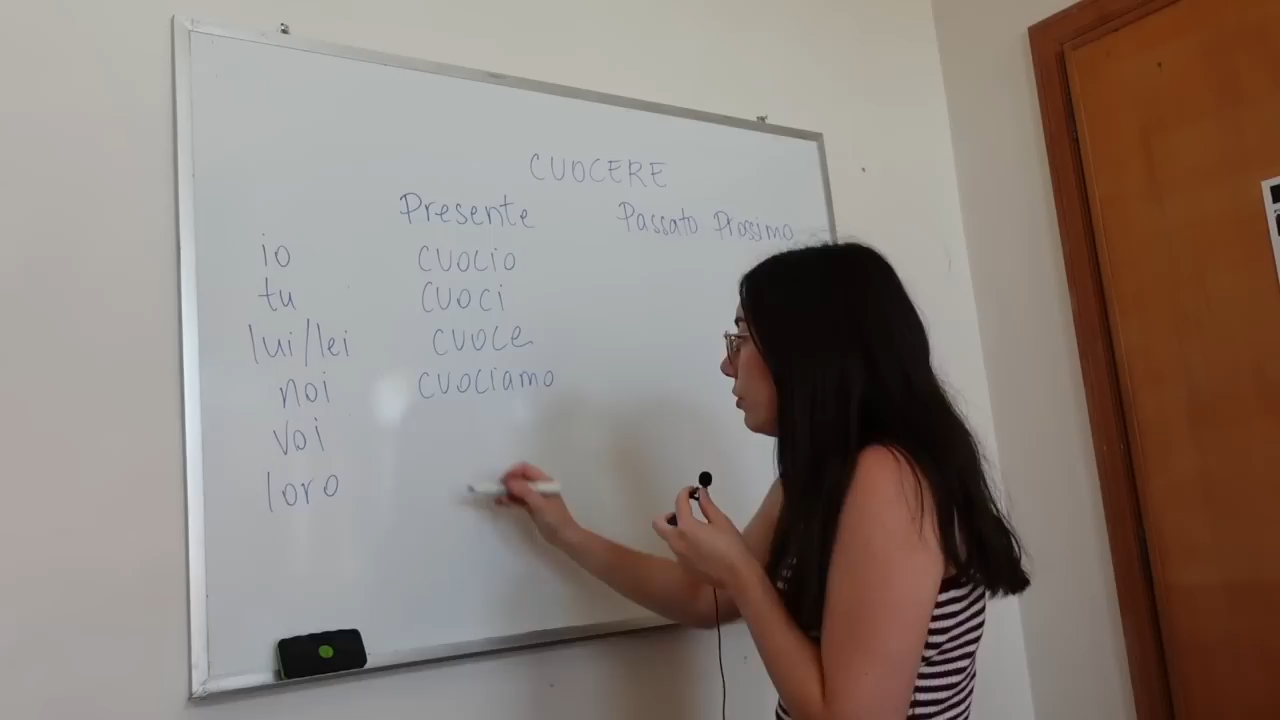 CUOCERE
Presente Passato Prossimo
io cuocio
tu cuoci
lui/lei cuoce
noi cuociamo
voi
loro